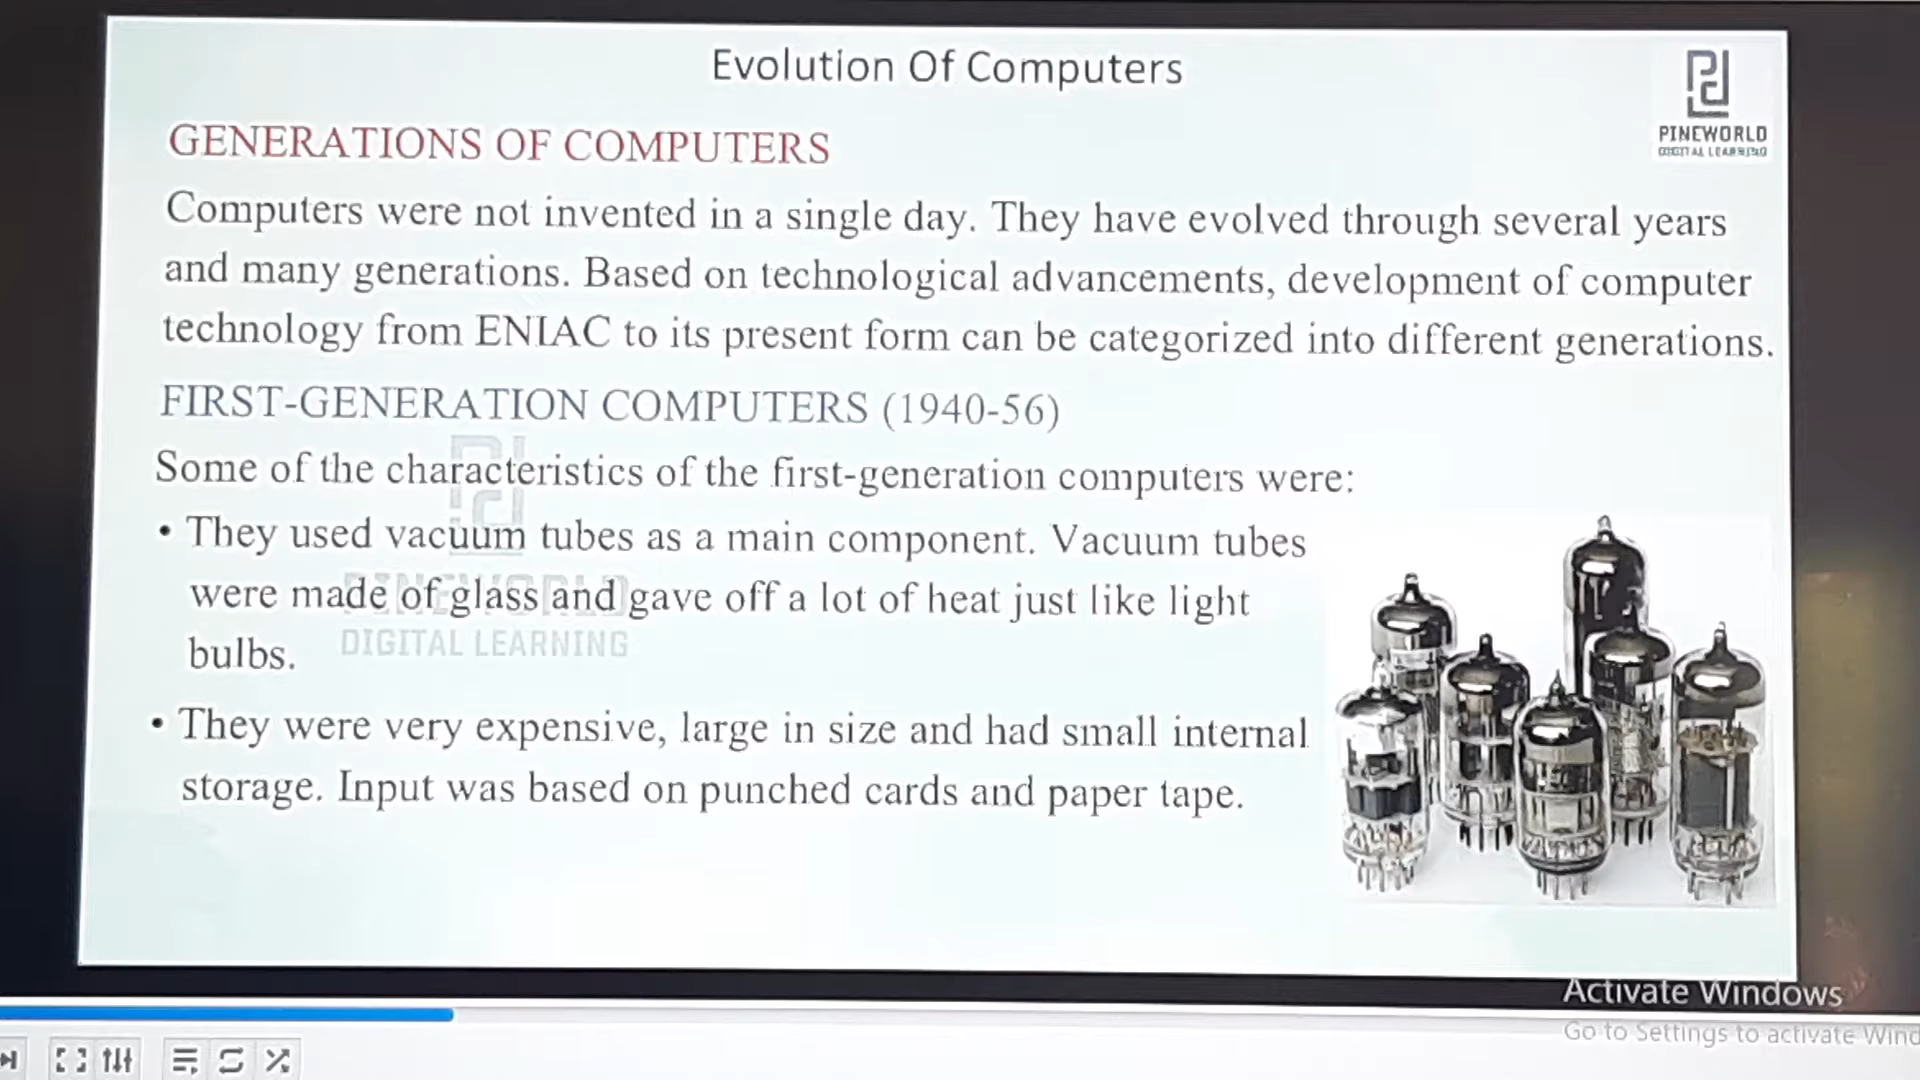 Evolution Of Computers
PINEWORLD
DIGITAL LEARNING
GENERATIONS OF COMPUTERS
Computers were not invented in a single day. They have evolved through several years
and many generations. Based on technological advancements, development of computer
technology from ENIAC to its present form can be categorized into different generations.
FIRST-GENERATION COMPUTERS (1940-56)
Some of the characteristics of the first-generation computers were:
• They used vacuum tubes as a main component. Vacuum tubes
were made of glass and gave off a lot of heat just like light
bulbs.
PINEWORLD
DIGITAL LEARNING
• They were very expensive, large in size and had small internal
storage. Input was based on punched cards and paper tape.
Activate Windows
Go to Settings to activate Wind